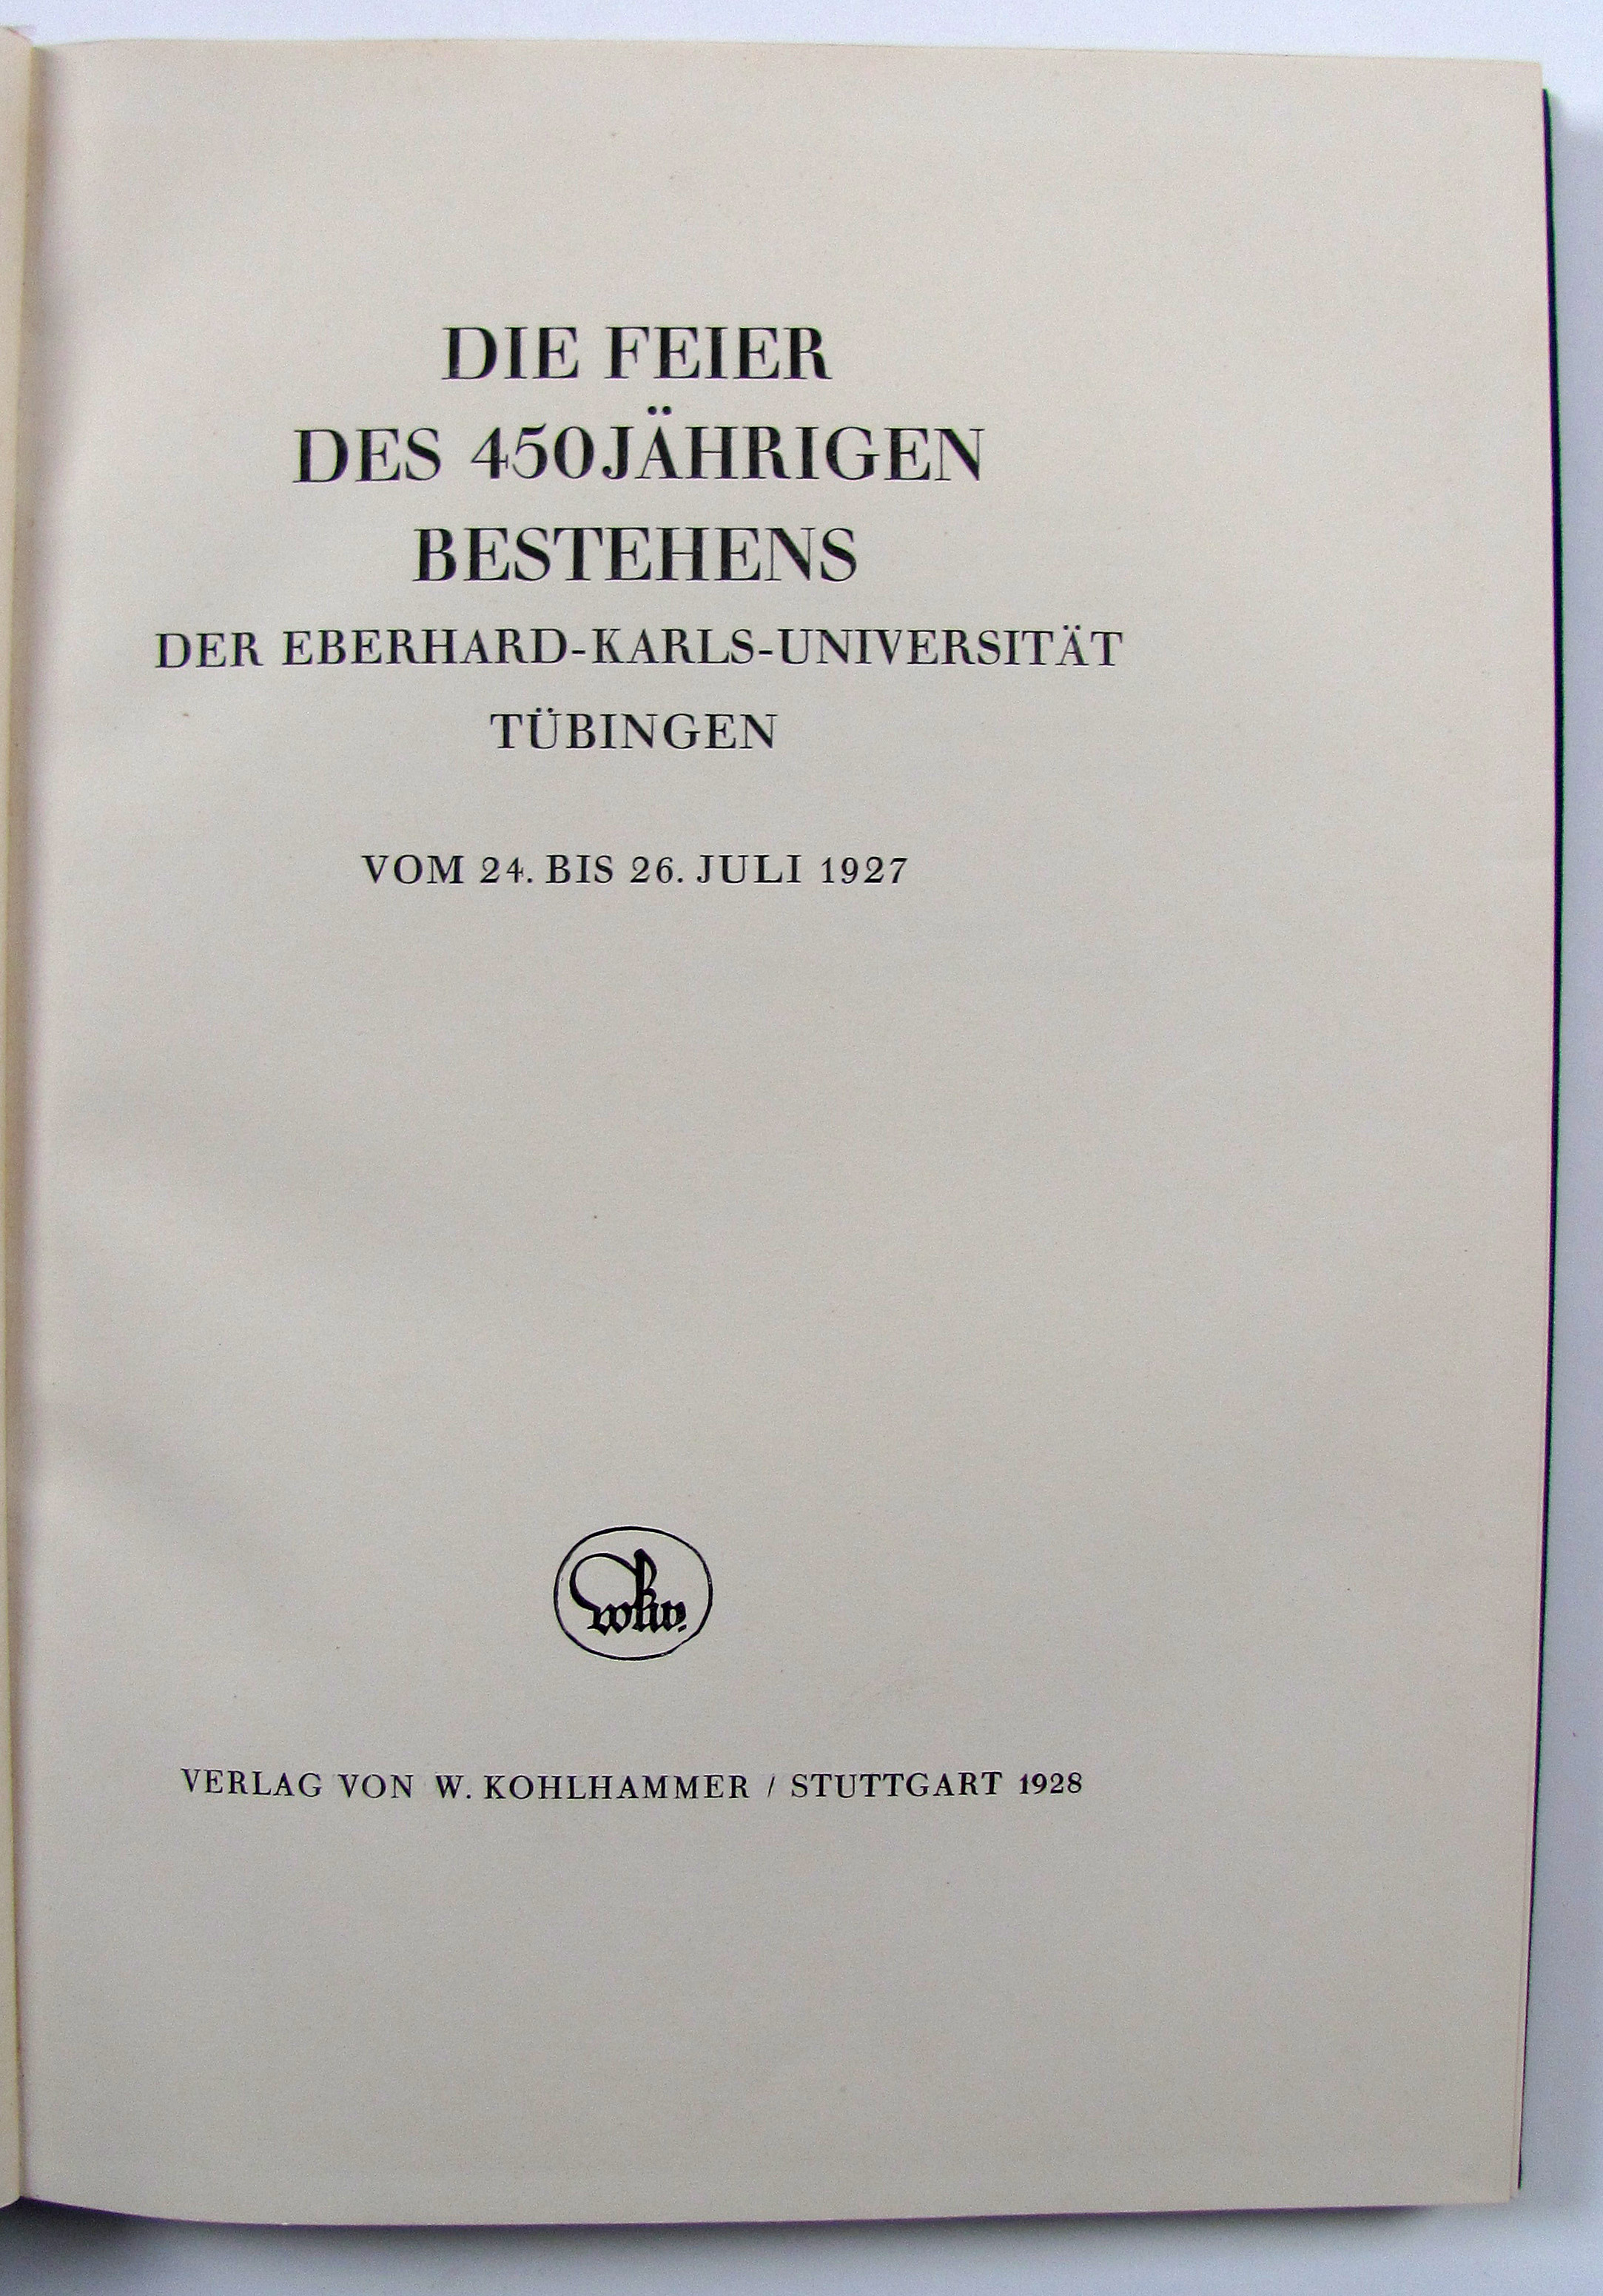 DIE FEIER
DES 450JÄHRIGEN
BESTEHENS
DER EBERHARD-KARLS-UNIVERSITÄT
TÜBINGEN
VOM 24. BIS 26. JULI 1927
VERLAG VON W. KOHLHAMMER / STUTTGART 1928